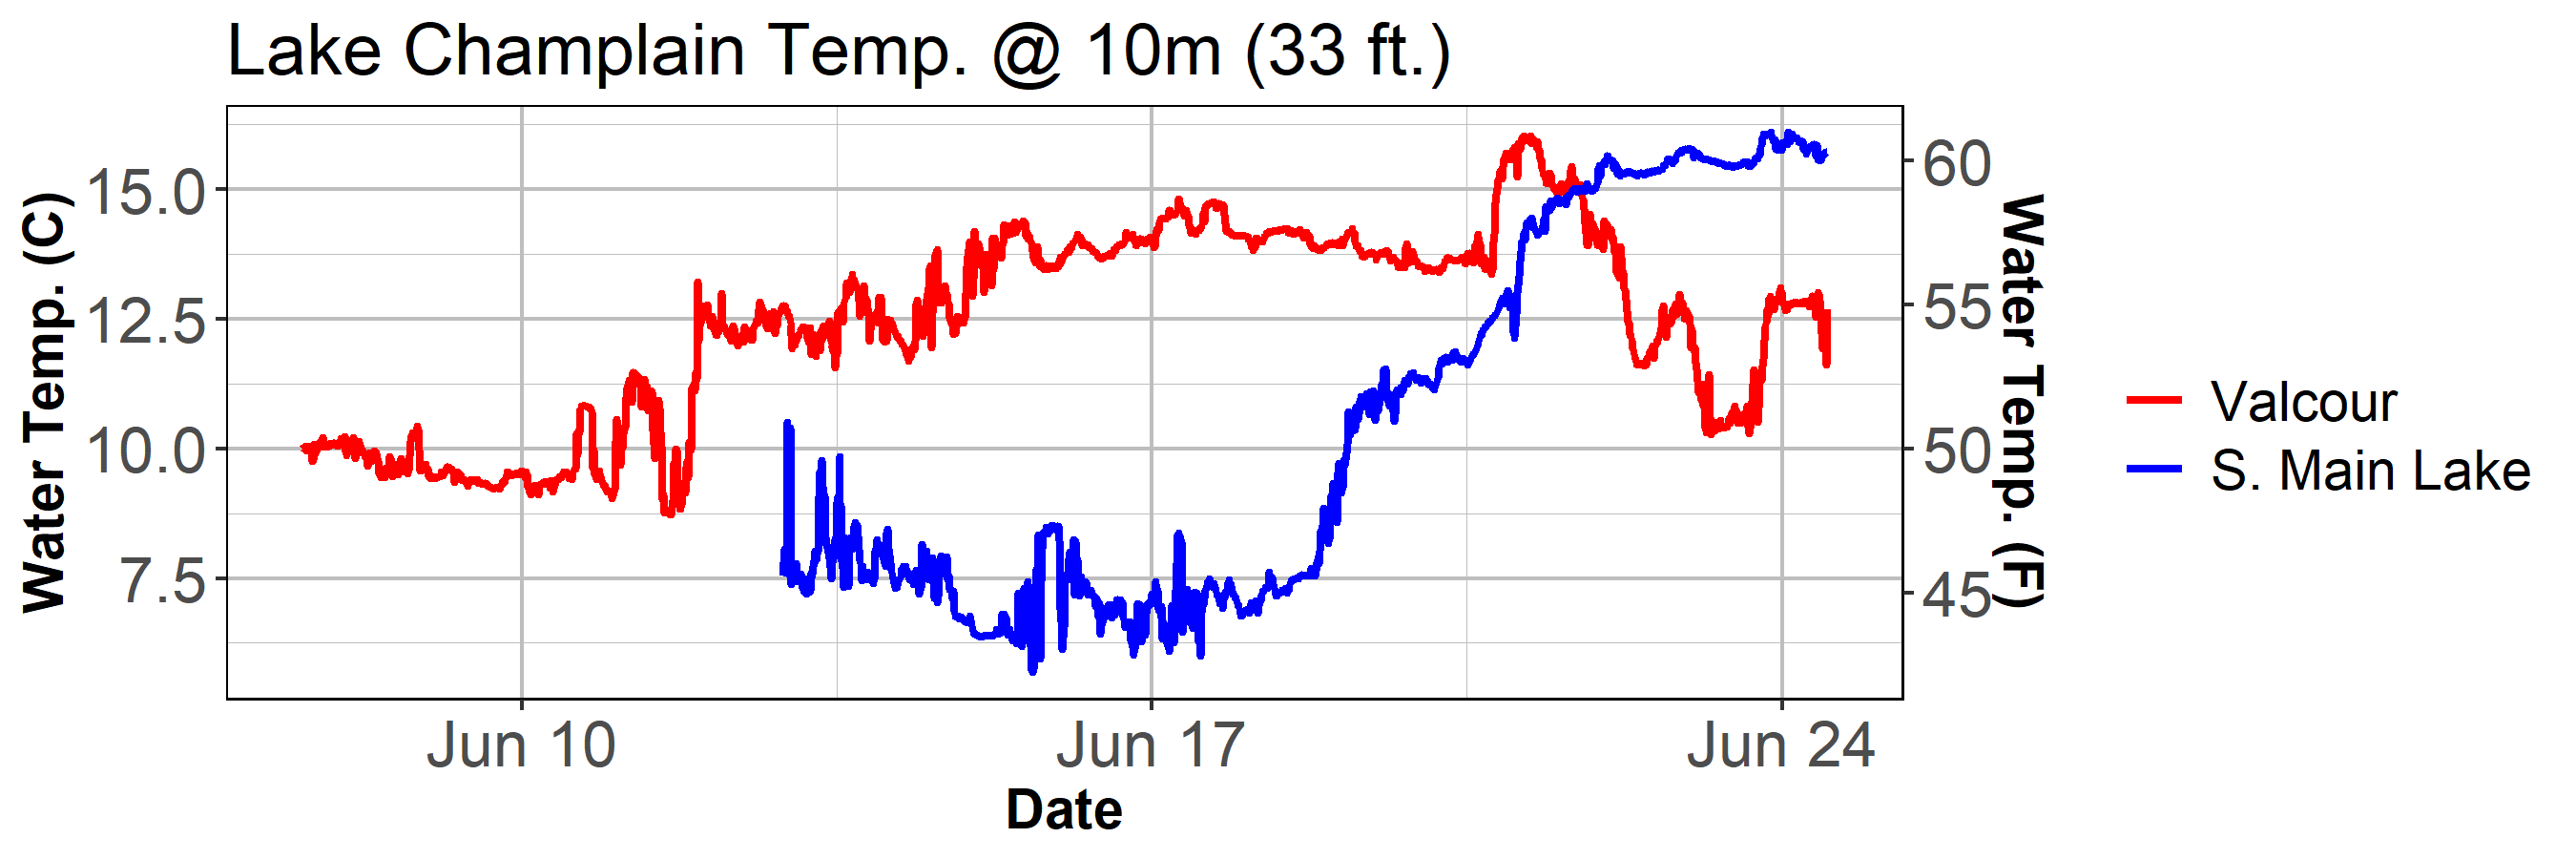 Lake Champlain Temp. @ 10m (33 ft.)
Water Temp. (C)
15.0
12.5
10.0
7.5
60
55
50
45
Water Temp. (F)
Jun 10
Jun 17
Jun 24
Date
Valcour
S. Main Lake